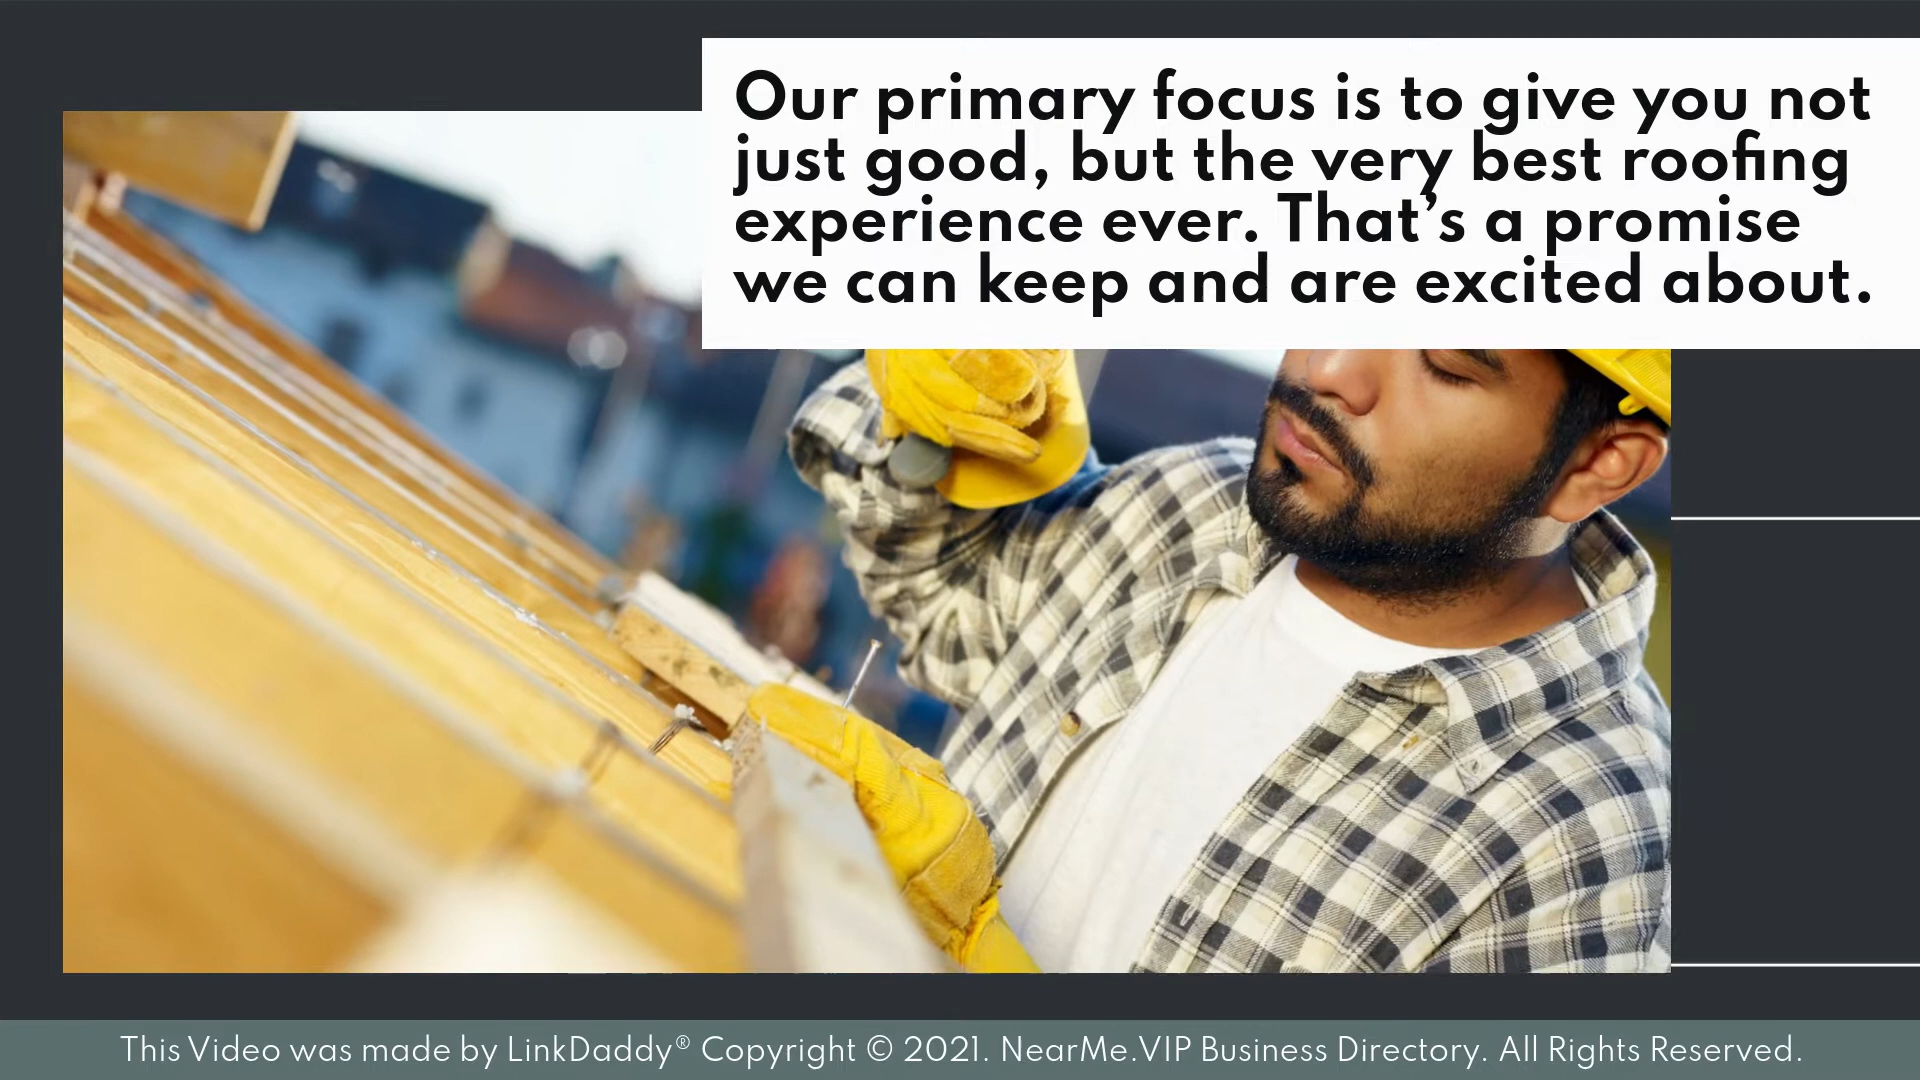 Our primary focus is to give you not
just good, but the very best roofing
experience ever. That’s a promise
we can keep and are excited about.
This Video was made by LinkDaddy® Copyright © 2021. NearMe.VIP Business Directory. All Rights Reserved.